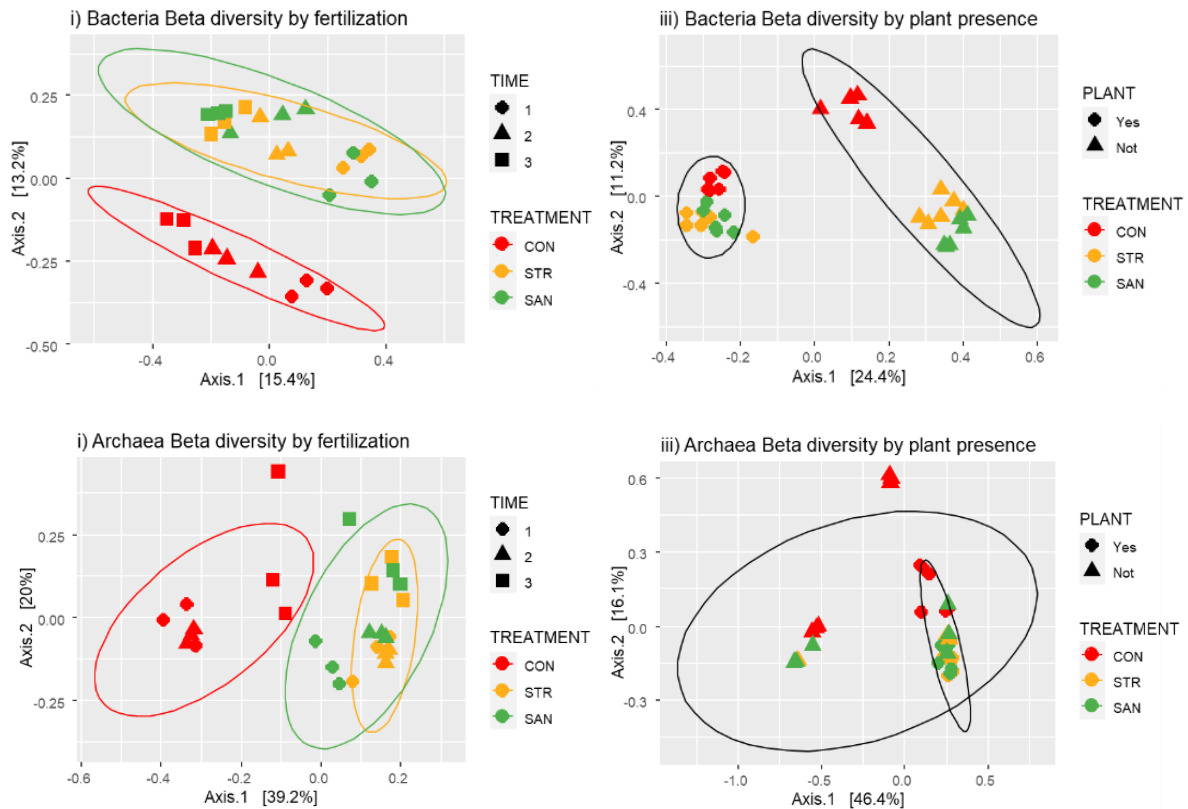 i) Bacteria Beta diversity by fertilization
0.25
0.00
-0.25
-0.50
Axis.2 [13.2%]
-0.4
0.0
0.4
Axis.1 [15.4%]
TIME
1
2
3
TREATMENT
CON
STR
SAN
iii) Bacteria Beta diversity by plant presence
0.4
0.0
-0.4
Axis.2 [11.2%]
-0.4
-0.2
0.0
0.2
0.4
0.6
Axis.1 [24.4%]
PLANT
Yes
Not
TREATMENT
CON
STR
SAN
i) Archaea Beta diversity by fertilization
0.25
0.00
-0.25
Axis.2 [20%]
-0.6
-0.4
-0.2
0.0
0.2
Axis.1 [39.2%]
TIME
1
2
3
TREATMENT
CON
STR
SAN
iii) Archaea Beta diversity by plant presence
0.6
0.3
0.0
-0.3
Axis.2 [16.1%]
-1.0
-0.5
0.0
0.5
Axis.1 [46.4%]
PLANT
Yes
Not
TREATMENT
CON
STR
SAN